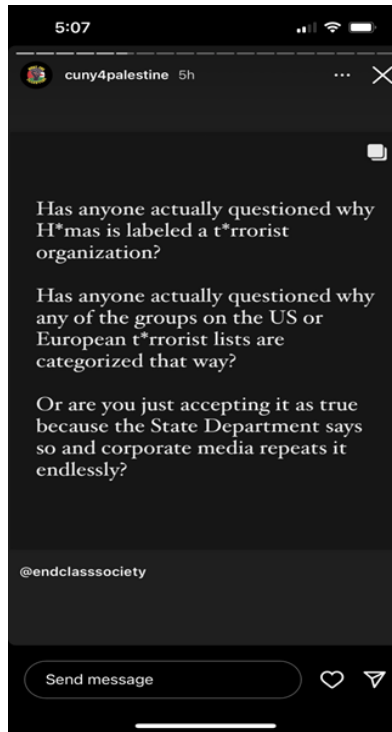 5:07
cuny4palestine 5h
Has anyone actually questioned why
H*mas is labeled a t*rrorist
organization?
Has anyone actually questioned why
any of the groups on the US or
European t*rrorist lists are
categorized that way?
Or are you just accepting it as true
because the State Department says
so and corporate media repeats it
endlessly?
@endclasssociety
Send message